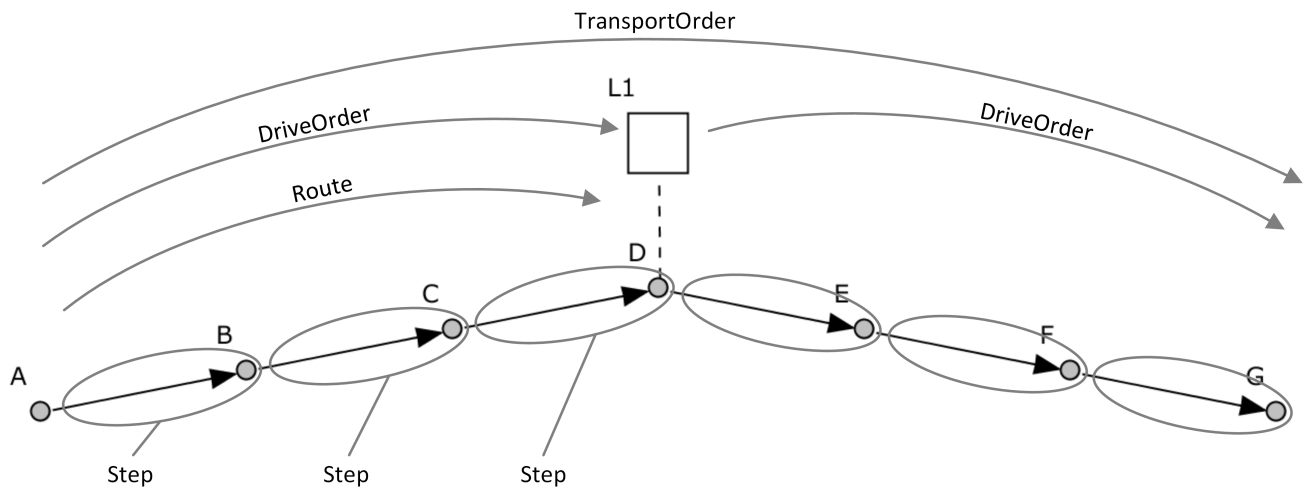 TransportOrder
L1
DriveOrder
DriveOrder
Route
D
C
E
B
F
A
G
Step
Step
Step